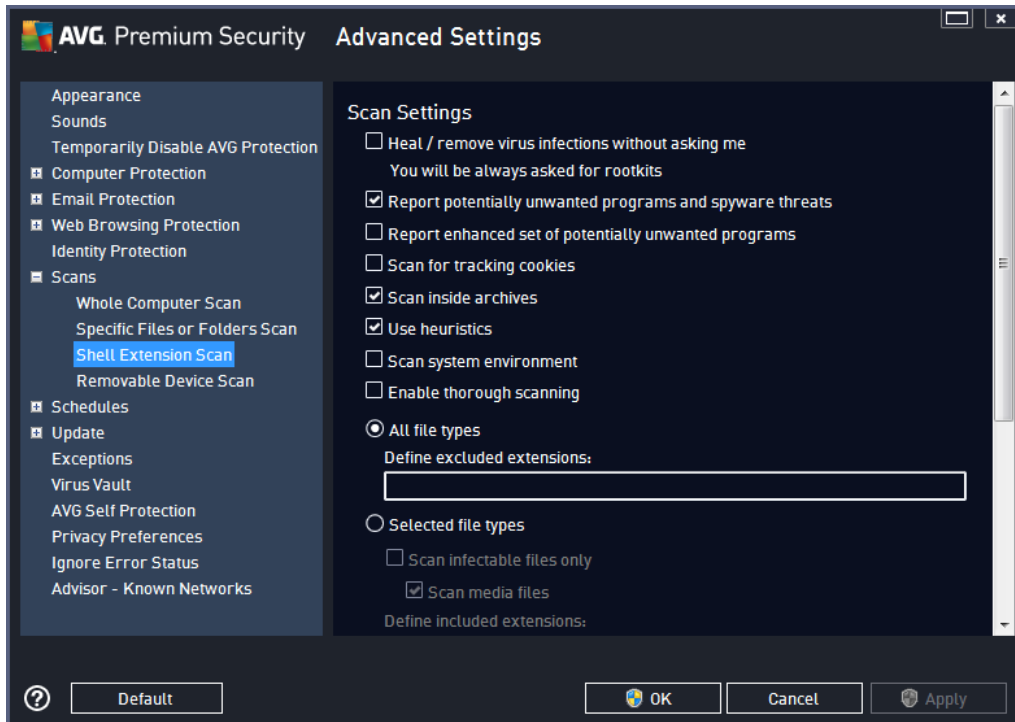 AVG. Premium Security
Advanced Settings
Appearance
Sounds
Temporarily Disable AVG Protection
Computer Protection
Email Protection
Web Browsing Protection
Identity Protection
Scans
Whole Computer Scan
Specific Files or Folders Scan
Shell Extension Scan
Removable Device Scan
Schedules
Update
Exceptions
Virus Vault
AVG Self Protection
Privacy Preferences
Ignore Error Status
Advisor - Known Networks
Scan Settings
Heal / remove virus infections without asking me
You will be always asked for rootkits
Report potentially unwanted programs and spyware threats
Report enhanced set of potentially unwanted programs
Scan for tracking cookies
Scan inside archives
Use heuristics
Scan system environment
Enable thorough scanning
All file types
Define excluded extensions:
Selected file types
Scan infectable files only
Scan media files
Define included extensions:
? Default
OK
Cancel
Apply